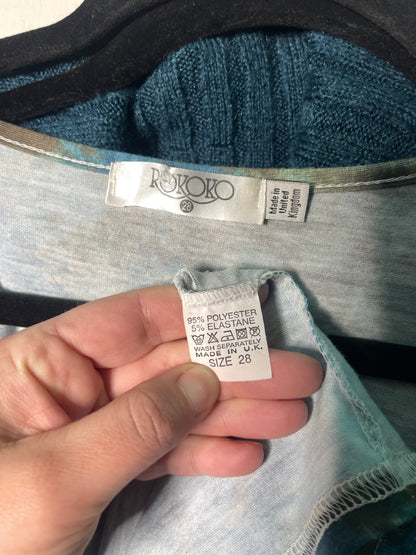 ROKOKO
28
Made in
United
Kingdom
95% POLYESTER
5% ELASTANE
WASH SEPARATELY
MADE IN U.K.
SIZE 28